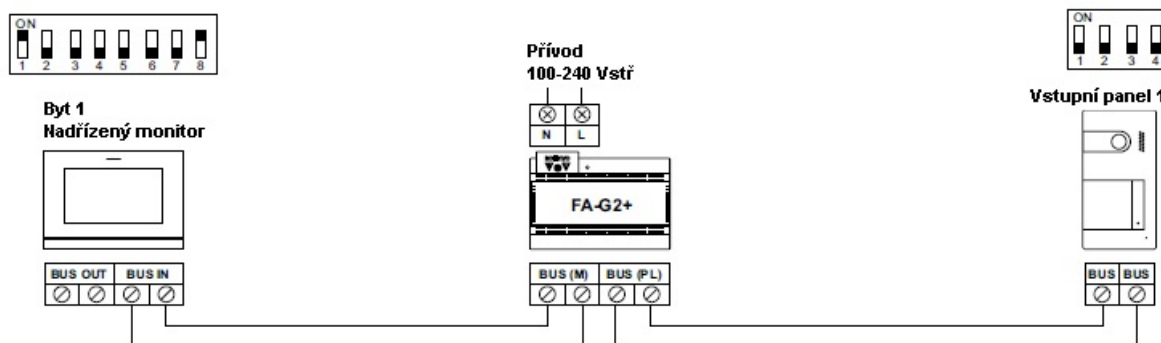 ON
1 2 3 4 5 6 7 8
Byt 1
Nadřízený monitor
BUS OUT BUS IN
Přívod
100-240 Vstř
N L
FA-G2+
BUS (M) BUS (PL)
ON
1 2 3 4
Vstupní panel 1
BUS BUS